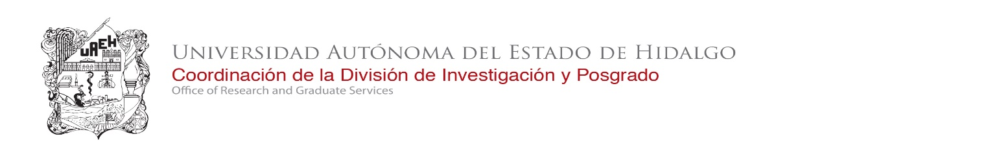 UAEH
Universidad Autónoma del Estado de Hidalgo
Coordinación de la División de Investigación y Posgrado
Office of Research and Graduate Services